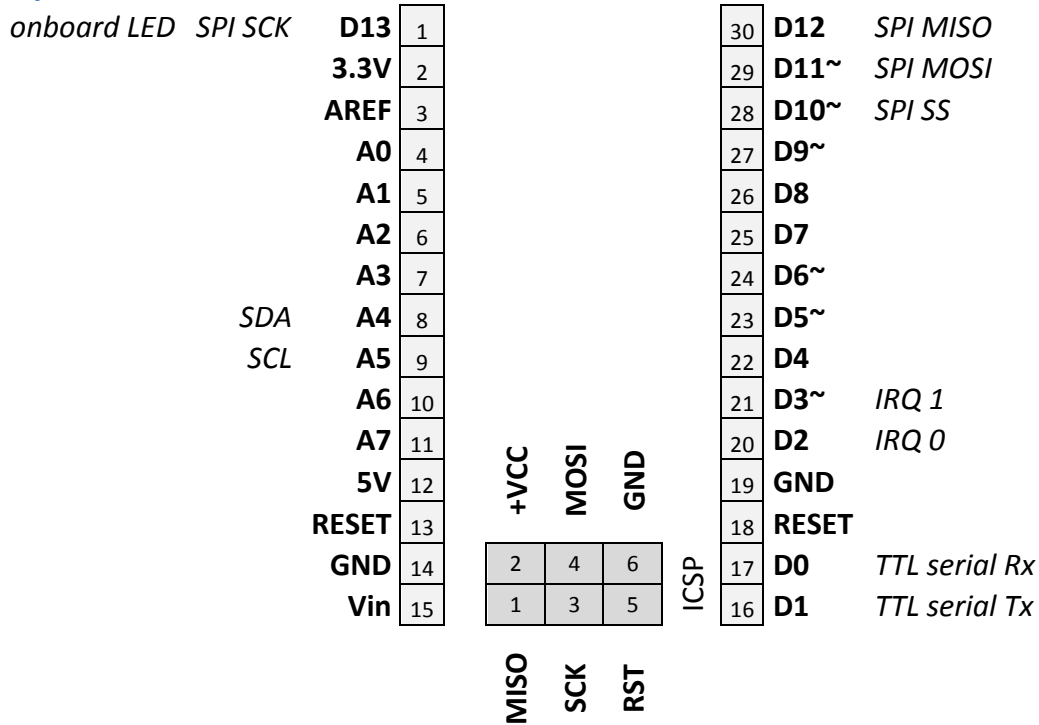 onboard LED SPI SCK D13 1 30 D12 SPI MISO
3.3V 2 29 D11~ SPI MOSI
AREF 3 28 D10~ SPI SS
A0 4 27 D9~
A1 5 26 D8
A2 6 25 D7
A3 7 24 D6~
SDA A4 8 23 D5~
SCL A5 9 22 D4
A6 10 21 D3~ IRQ 1
A7 11 20 D2 IRQ 0
5V 12 +VCC MOSI GND 19 GND
RESET 13 18 RESET
GND 14 2 4 6 ICSP 17 D0 TTL serial Rx
Vin 15 1 3 5 16 D1 TTL serial Tx
MISO SCK RST